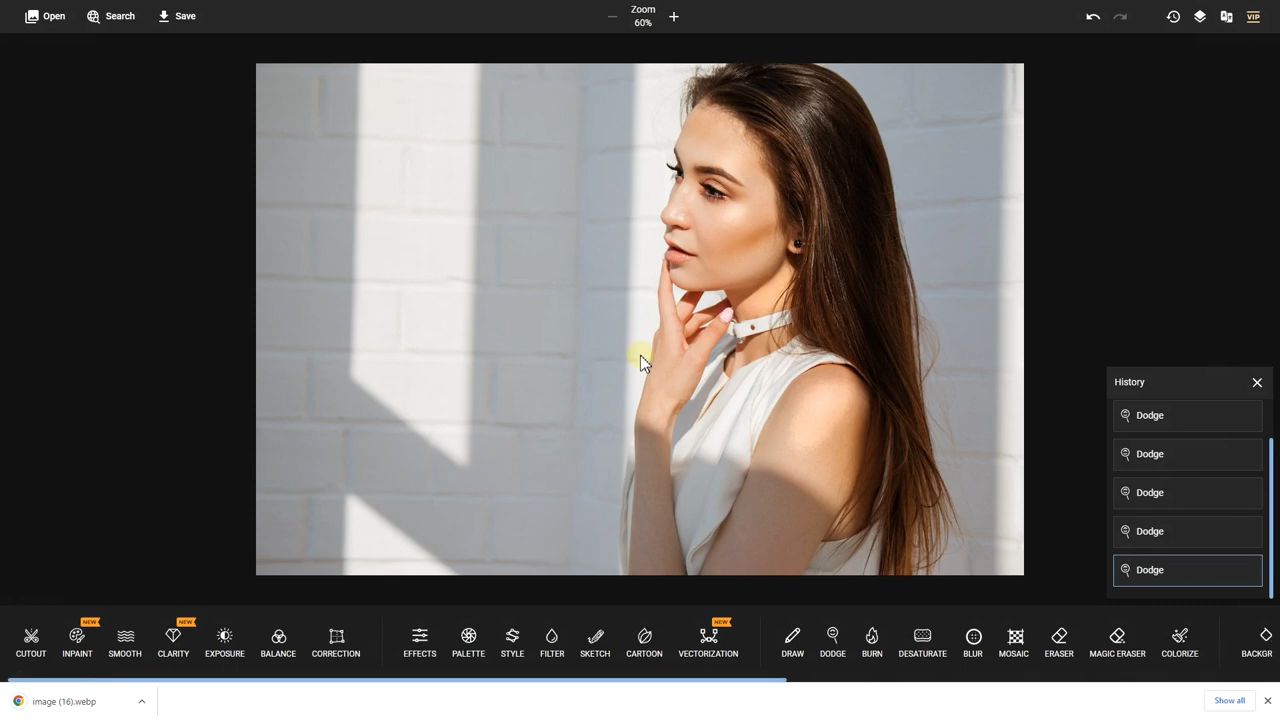 Open
Search
Save
Zoom
60%
VIP
History
Dodge
Dodge
Dodge
Dodge
Dodge
NEW
NEW
NEW
CUTOUT
INPAINT
SMOOTH
CLARITY
EXPOSURE
BALANCE
CORRECTION
EFFECTS
PALETTE
STYLE
FILTER
SKETCH
CARTOON
VECTORIZATION
DRAW
DODGE
BURN
DESATURATE
BLUR
MOSAIC
ERASER
MAGIC ERASER
COLORIZE
BACKGR
image (16).webp
Show all